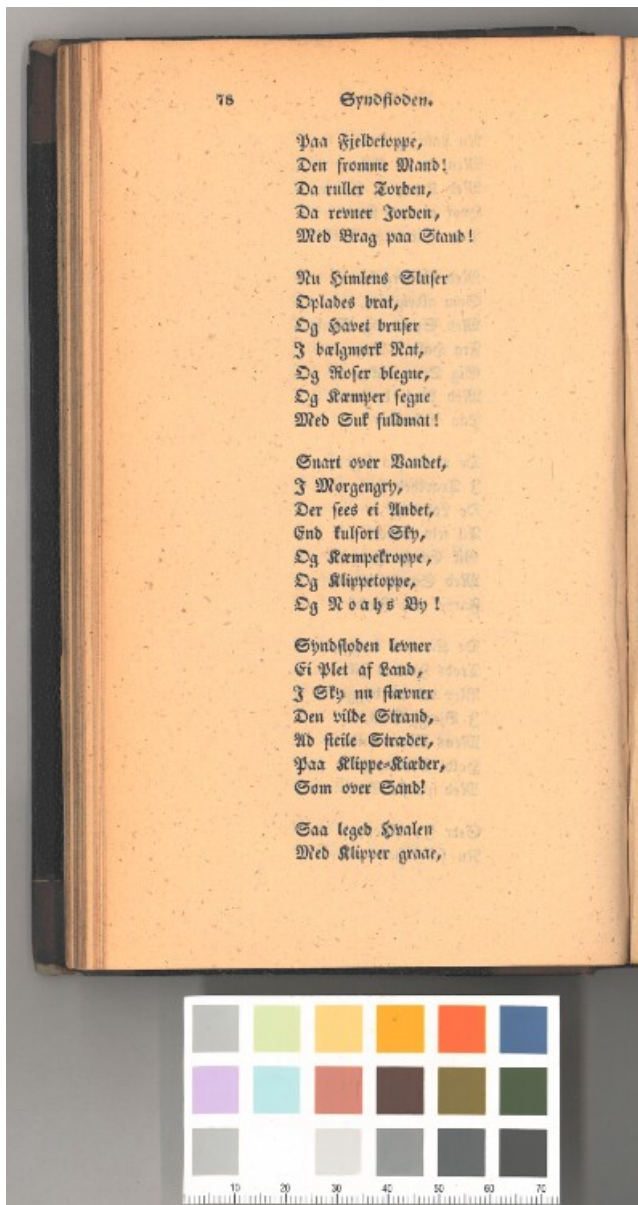 78 Syndfloden.
Paa Fjeldetoppe,
Den fromme Mand!
Da ruller Torden,
Da revner Jorden,
Med Brag paa Stand!
Nu Himlens Sluser
Oplades brat,
Og Havet bruser
I bælgmørk Nat,
Og Roser blegne,
Og Kæmper segne
Med Suk fuldmat!
Snart over Vandet,
I Morgengry,
Der sees ei Andet,
End kulsort Sky,
Og Kæmpekroppe,
Og Klippetoppe,
Og Noahs By!
Syndfloden levner
Ei Plet af Land,
I Sky nu stævner
Den vilde Strand,
Ad steile Stræder,
Paa Klippe-Kiæder,
Som over Sand!
Saa leged Hvalen
Med Klipper graae,
10 20 30 40 50 60 70